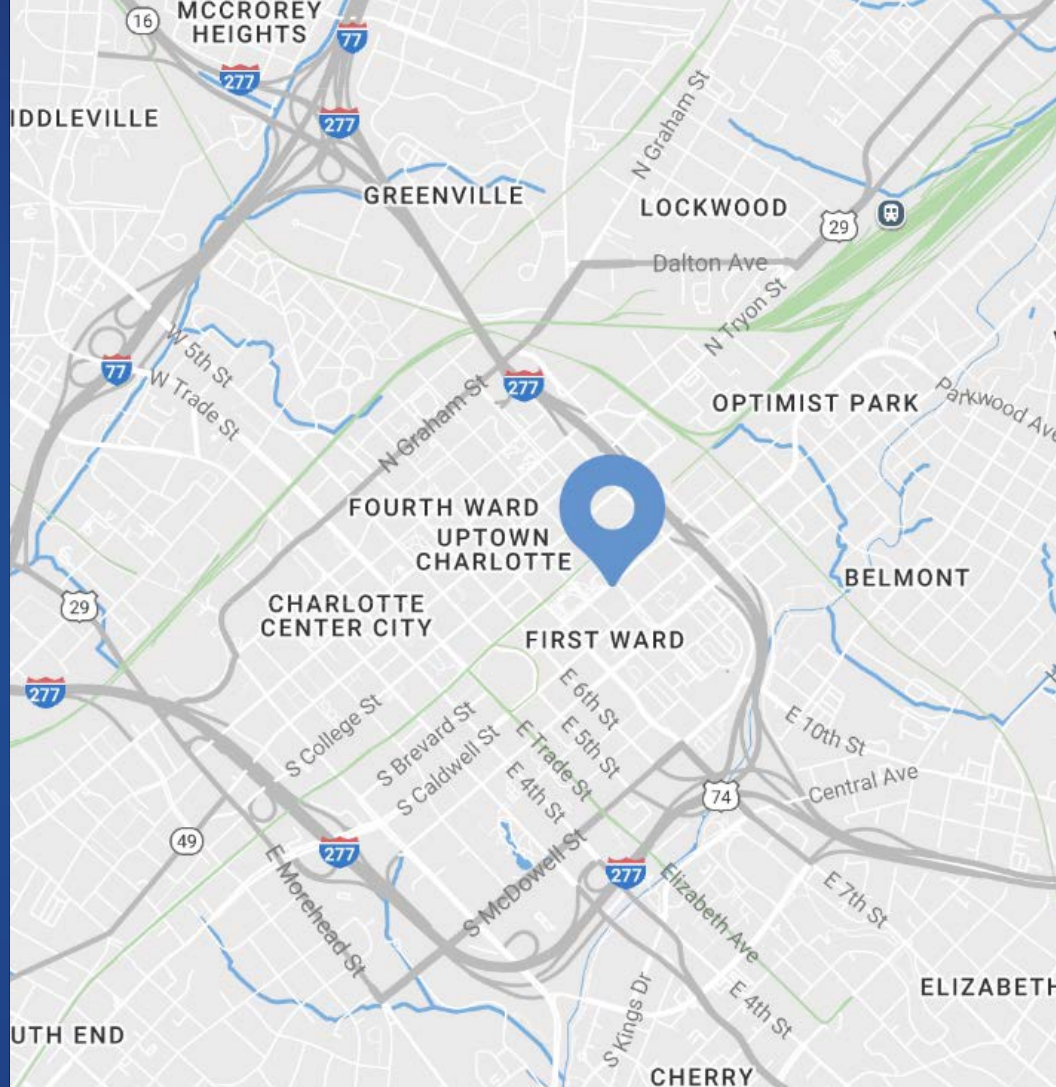 MCCROREY
HEIGHTS
16
77
277
277
IDDLEVILLE
GREENVILLE
N Graham St
LOCKWOOD
29
Dalton Ave
N Tryon St
W 5th St
77
W Trade St
277
N Graham St
OPTIMIST PARK
Parkwood Ave
FOURTH WARD
UPTOWN
CHARLOTTE
BELMONT
29
CHARLOTTE
CENTER CITY
FIRST WARD
277
E 6th St
S College St
S Brevard St
E 5th St
E Trade St
S Caldwell St
E 4th St
E 10th St
Central Ave
74
49
277
S McDowell St
277
E Morehead St
Elizabeth Ave
E 7th St
ELIZABETH
E 4th St
S Kings Dr
UTH END
CHERRY